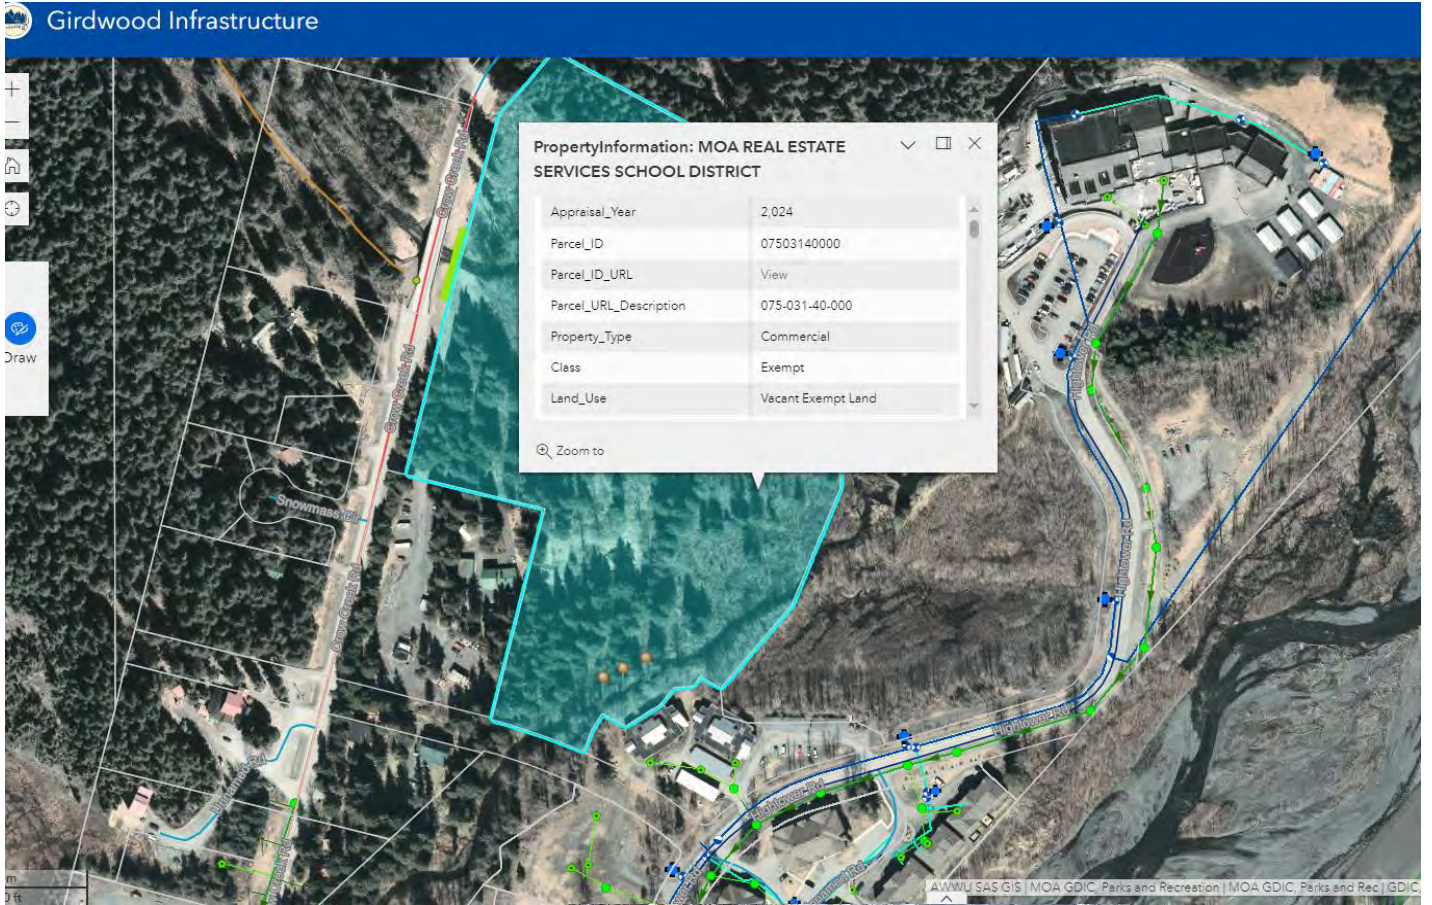 Girdwood Infrastructure
PropertyInformation: MOA REAL ESTATE
SERVICES SCHOOL DISTRICT
Appraisal_Year 2,024
Parcel_ID 07503140000
Parcel_ID_URL View
Parcel_URL_Description 075-031-40-000
Property_Type Commercial
Class Exempt
Land_Use Vacant Exempt Land
Zoom to
Draw
Crow Creek Rd
Crow Creek Rd
Snowmass Cir
Crow Creek Rd
Hightower Rd
Hightower Rd
Hightower Rd
Hightower Rd
AWWU SAS GIS | MOA GDIC, Parks and Recreation | MOA GDIC, Parks and Rec | GDIC,